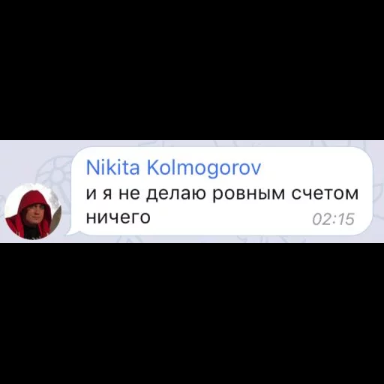 Nikita Kolmogorov
и я не делаю ровным счетом
ничего
02:15